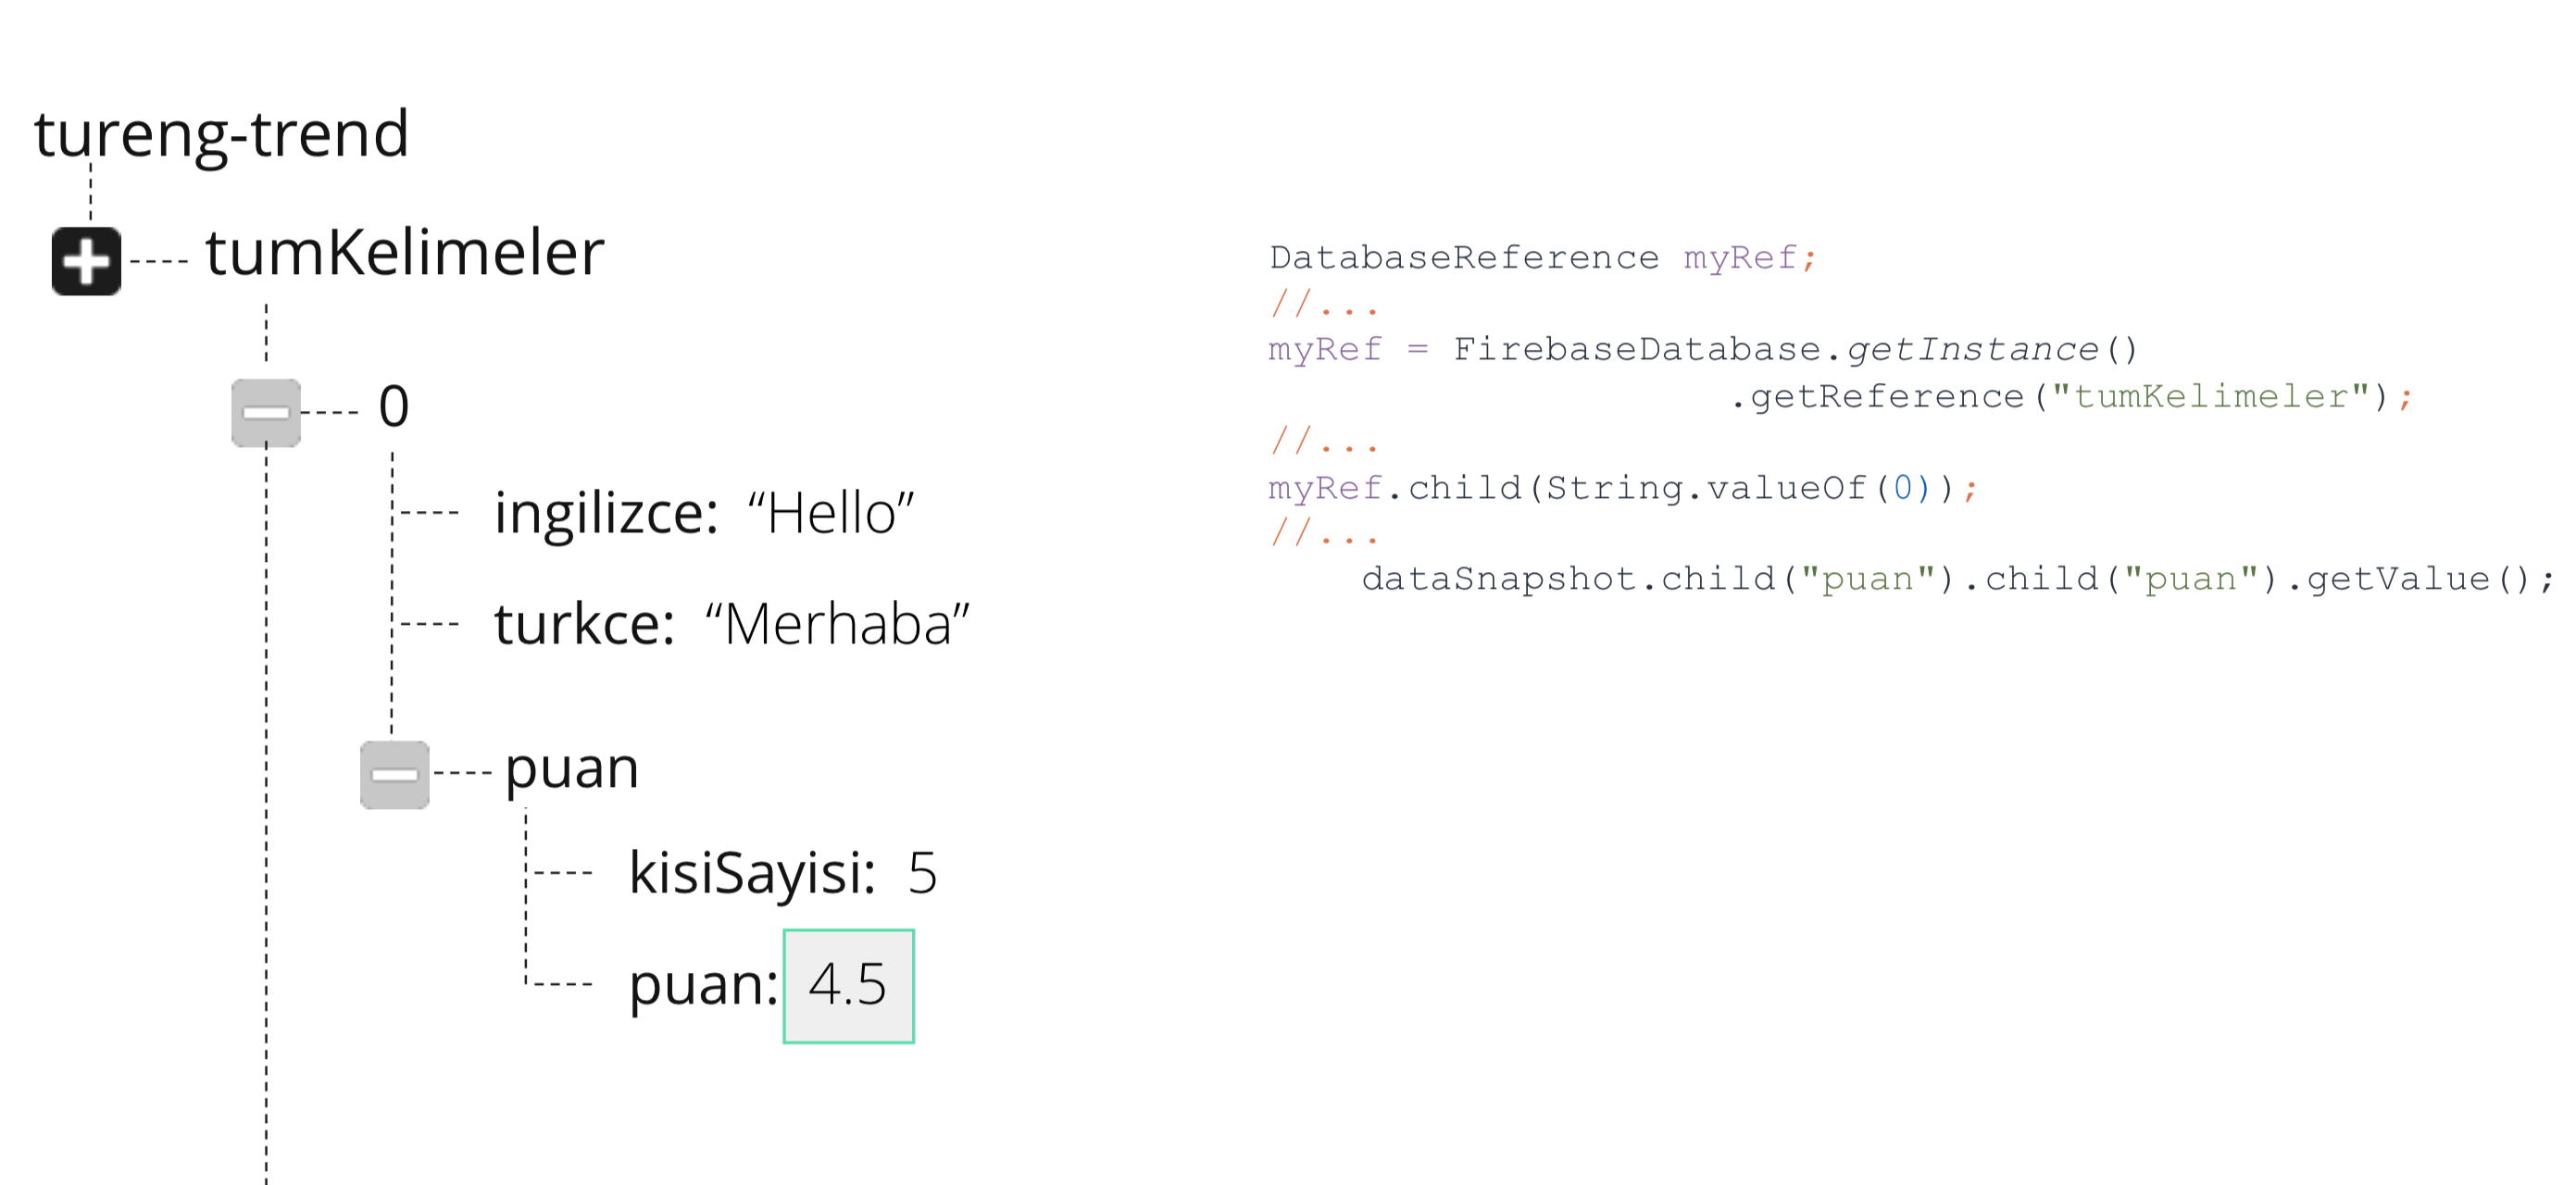 tureng-trend
tumKelimeler
0
ingilizce: “Hello”
turkce: “Merhaba”
puan
kisiSayisi: 5
puan: 4.5
DatabaseReference myRef;
//...
myRef = FirebaseDatabase.getInstance()
.getReference("tumKelimeler");
//...
myRef.child(String.valueOf(0));
//...
dataSnapshot.child("puan").child("puan").getValue();